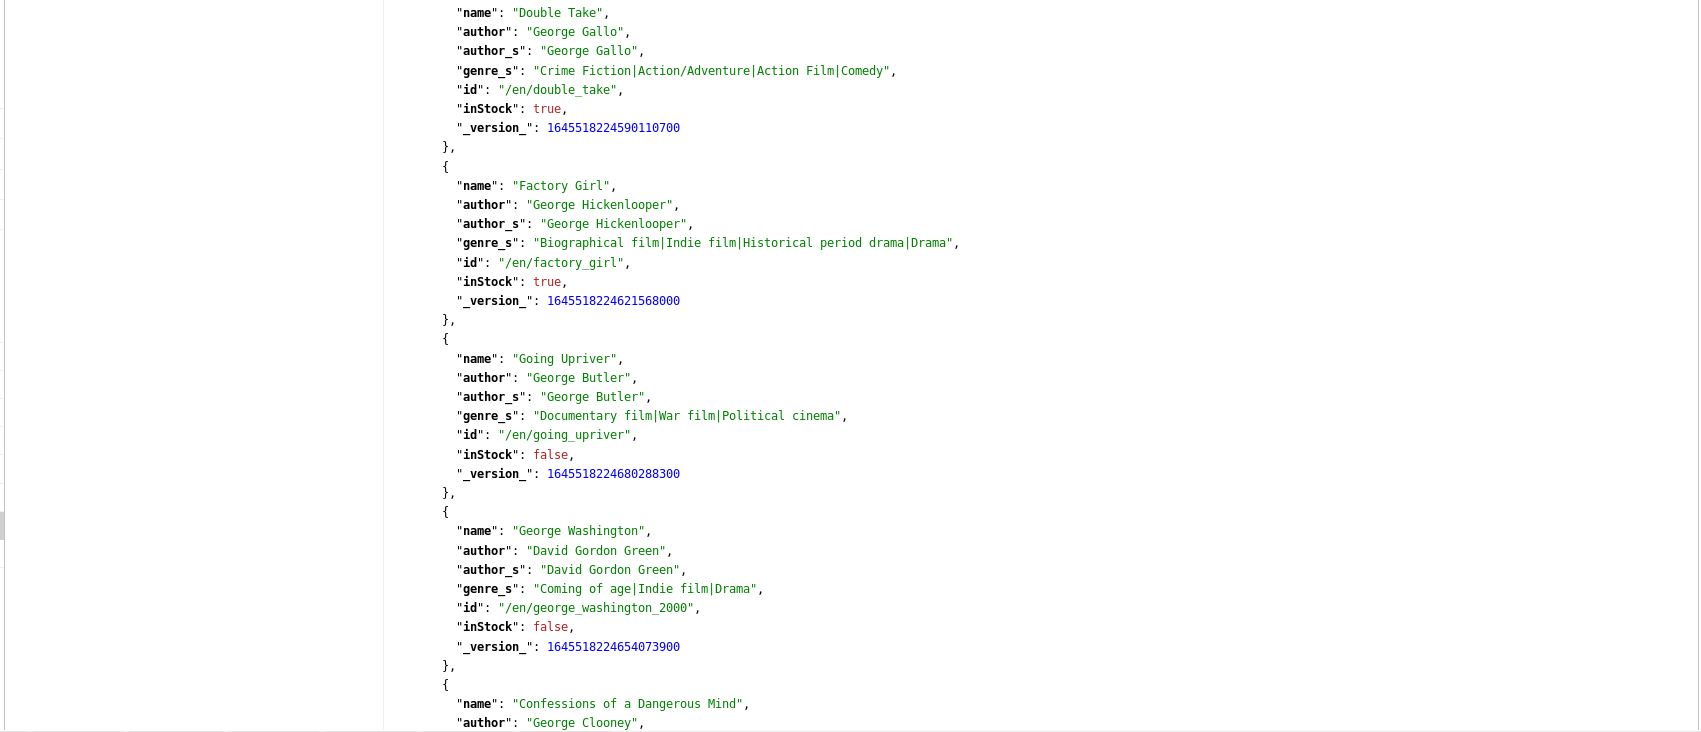 "name": "Double Take",
"author": "George Gallo",
"author_s": "George Gallo",
"genre_s": "Crime Fiction|Action/Adventure|Action Film|Comedy",
"id": "/en/double_take",
"inStock": true,
"_version_": 1645518224590110700
},
{
"name": "Factory Girl",
"author": "George Hickenlooper",
"author_s": "George Hickenlooper",
"genre_s": "Biographical film|Indie film|Historical period drama|Drama",
"id": "/en/factory_girl",
"inStock": true,
"_version_": 1645518224621568000
},
{
"name": "Going Upriver",
"author": "George Butler",
"author_s": "George Butler",
"genre_s": "Documentary film|War film|Political cinema",
"id": "/en/going_upriver",
"inStock": false,
"_version_": 1645518224680288300
},
{
"name": "George Washington",
"author": "David Gordon Green",
"author_s": "David Gordon Green",
"genre_s": "Coming of age|Indie film|Drama",
"id": "/en/george_washington_2000",
"inStock": false,
"_version_": 1645518224654073900
},
{
"name": "Confessions of a Dangerous Mind",
"author": "George Clooney",